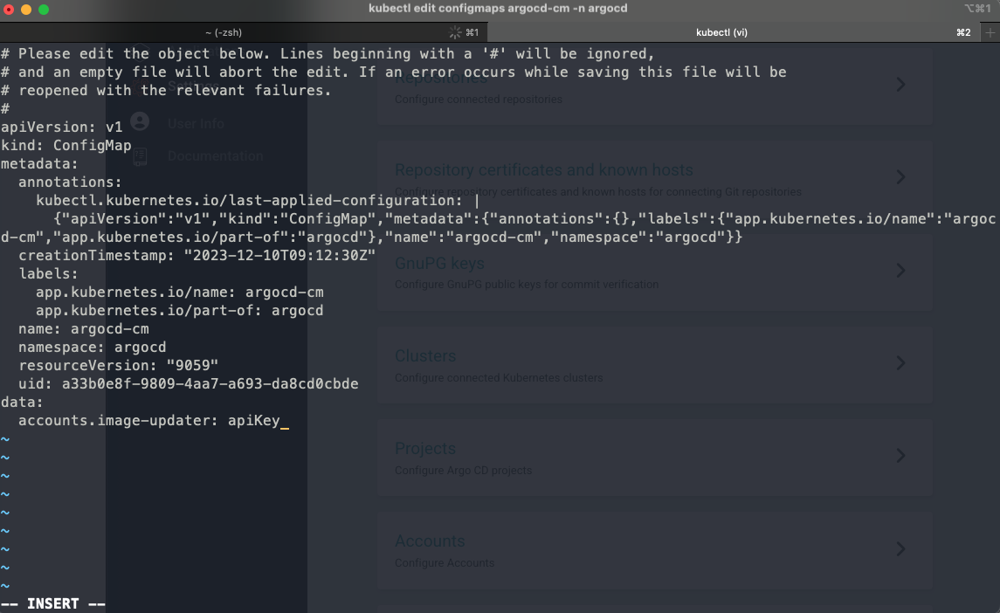 kubectl edit configmaps argocd-cm -n argocd
⌥⌘1
~ (-zsh)
⌘1
kubectl (vi)
⌘2
# Please edit the object below. Lines beginning with a '#' will be ignored,
# and an empty file will abort the edit. If an error occurs while saving this file will be
# reopened with the relevant failures.
#
apiVersion: v1
kind: ConfigMap
metadata:
  annotations:
    kubectl.kubernetes.io/last-applied-configuration: |
      {"apiVersion":"v1","kind":"ConfigMap","metadata":{"annotations":{},"labels":{"app.kubernetes.io/name":"argoc
d-cm","app.kubernetes.io/part-of":"argocd"},"name":"argocd-cm","namespace":"argocd"}}
  creationTimestamp: "2023-12-10T09:12:30Z"
  labels:
    app.kubernetes.io/name: argocd-cm
    app.kubernetes.io/part-of: argocd
  name: argocd-cm
  namespace: argocd
  resourceVersion: "9059"
  uid: a33b0e8f-9809-4aa7-a693-da8cd0cbde
data:
  accounts.image-updater: apiKey_
~
~
~
~
~
~
~
~
~
-- INSERT --
Settings
User Info
Documentation
Repositories
Configure connected repositories
Repository certificates and known hosts
Configure repository certificates and known hosts for connecting Git repositories
GnuPG keys
Configure GnuPG public keys for commit verification
Clusters
Configure connected Kubernetes clusters
Projects
Configure Argo CD projects
Accounts
Configure Accounts